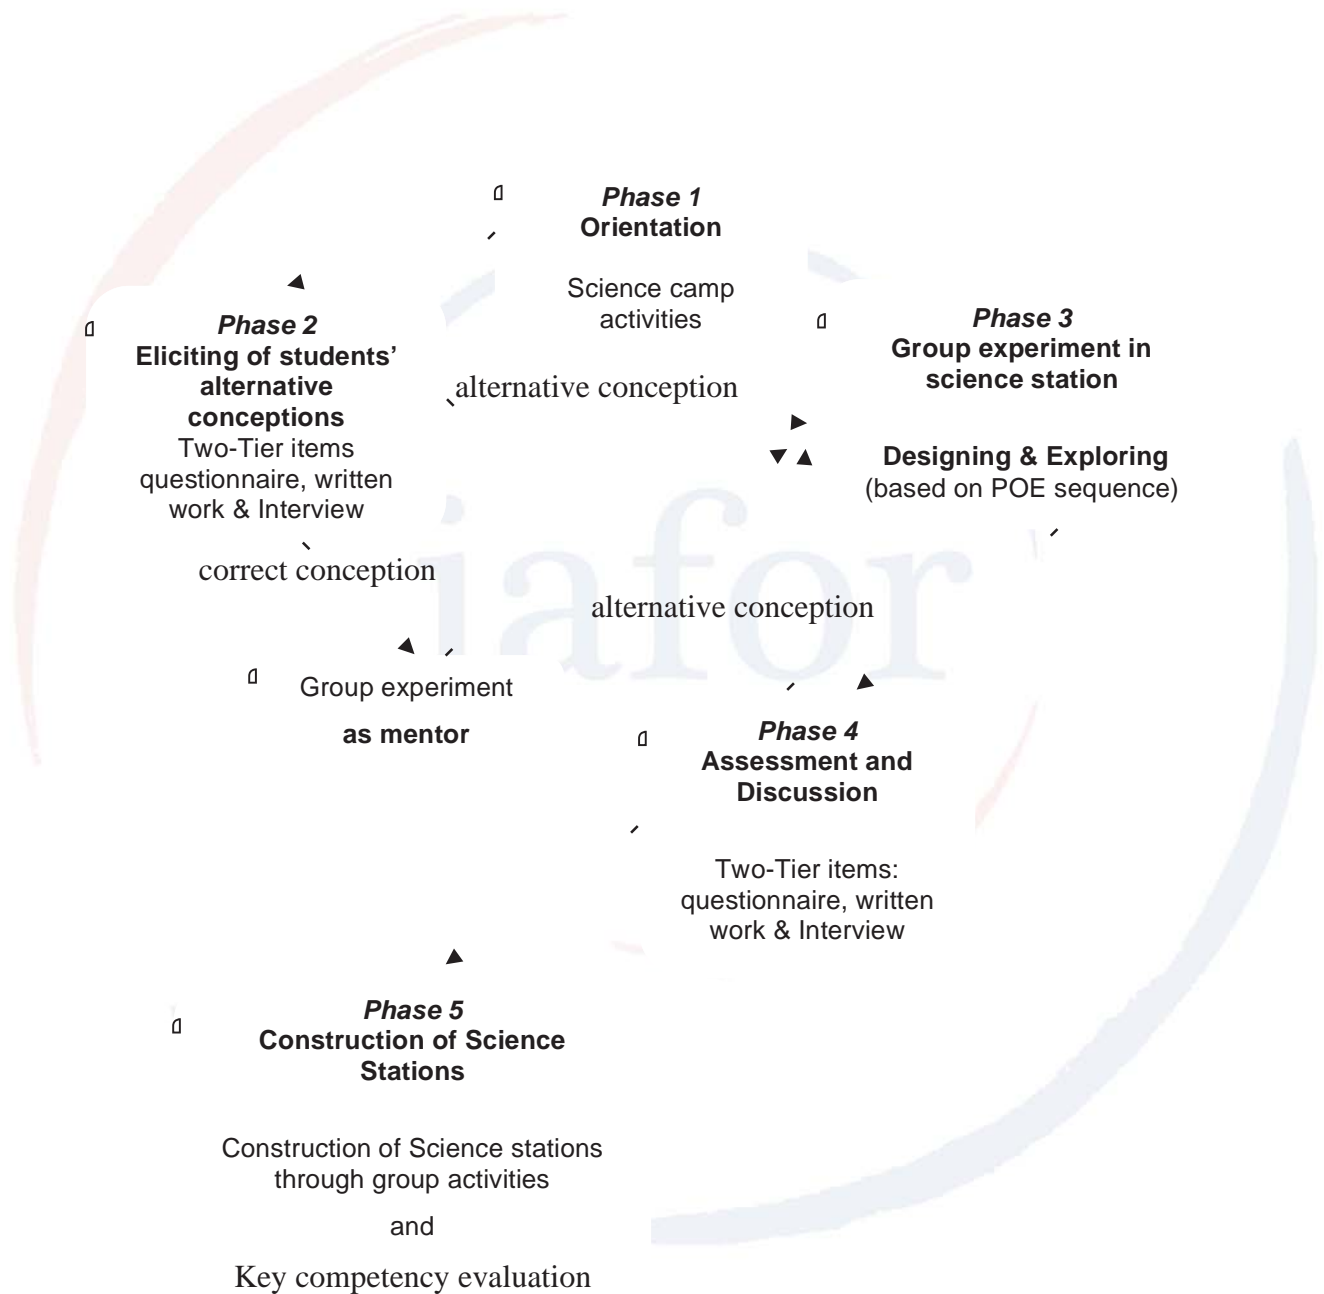 Phase 1
Orientation
Science camp
activities
Phase 2
Eliciting of students’
alternative
conceptions
Two-Tier items
questionnaire, written
work & Interview
alternative conception
Phase 3
Group experiment in
science station
Designing & Exploring
(based on POE sequence)
correct conception
iafor
alternative conception
Group experiment
as mentor
Phase 4
Assessment and
Discussion
Two-Tier items:
questionnaire, written
work & Interview
Phase 5
Construction of Science
Stations
Construction of Science stations
through group activities
and
Key competency evaluation